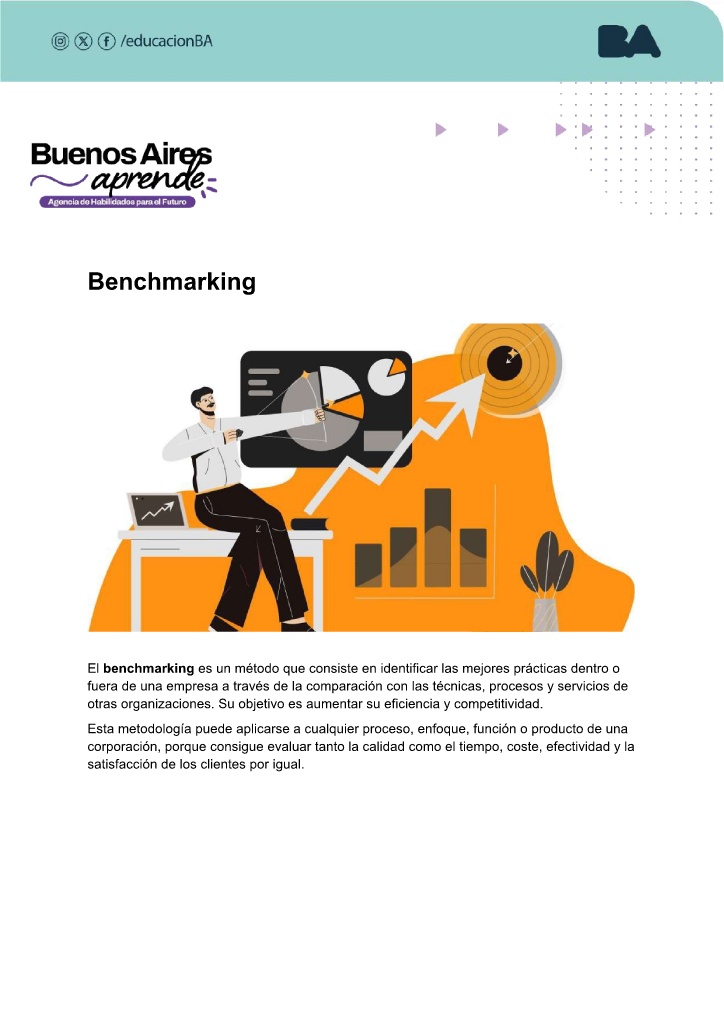 /educacionBA
BA
Buenos Aires
aprende
Agencia de Habilidades para el Futuro
Benchmarking
El benchmarking es un método que consiste en identificar las mejores prácticas dentro o
fuera de una empresa a través de la comparación con las técnicas, procesos y servicios de
otras organizaciones. Su objetivo es aumentar su eficiencia y competitividad.
Esta metodología puede aplicarse a cualquier proceso, enfoque, función o producto de una
corporación, porque consigue evaluar tanto la calidad como el tiempo, coste, efectividad y la
satisfacción de los clientes por igual.